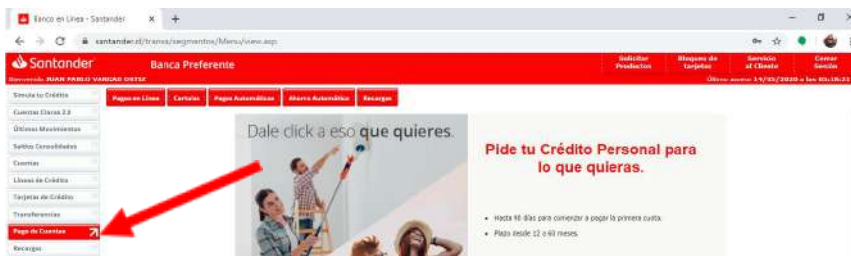 Banco en Línea - Santander
santander.cl/transa/segmentos/Menu/view.asp
Santander
Banca Preferente
Solicitar Productos
Bloqueo de tarjetas
Servicio al Cliente
Cerrar Sesión
Bienvenido JUAN PABLO VARGAS ORTIZ
Último acceso 14/05/2020 a las 05:18:21
Simula tu Crédito
Cuentas Claras 2.0
Últimos Movimientos
Saldos Consolidados
Cuentas
Líneas de Crédito
Tarjetas de Crédito
Transferencias
Pago de Cuentas
Recargas
Pagos en Línea
Cartolas
Pagos Automáticos
Ahorro Automático
Recargas
Dale click a eso que quieres.
Pide tu Crédito Personal para
lo que quieras.
Hasta 90 días para comenzar a pagar la primera cuota.
Plazo desde 12 a 60 meses.